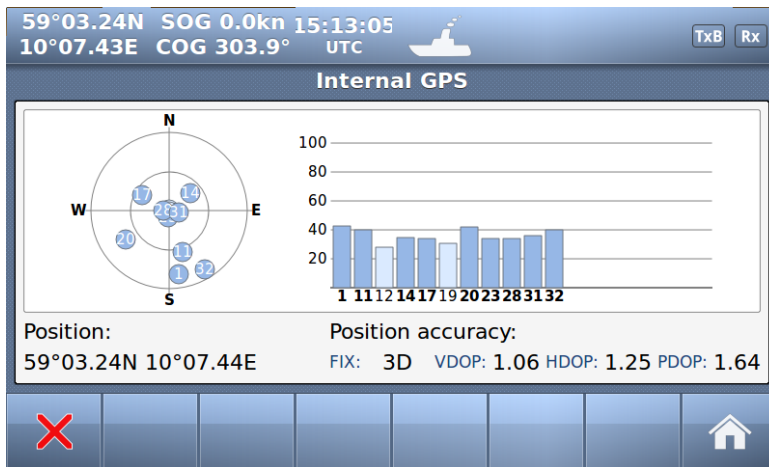 59°03.24N SOG 0.0kn 15:13:05
10°07.43E COG 303.9° UTC
TxB Rx
Internal GPS
N
W E
S
17 14
28 31
20
11
1 32
100
80
60
40
20
1 11 12 14 17 19 20 23 28 31 32
Position: Position accuracy:
59°03.24N 10°07.44E FIX: 3D VDOP: 1.06 HDOP: 1.25 PDOP: 1.64